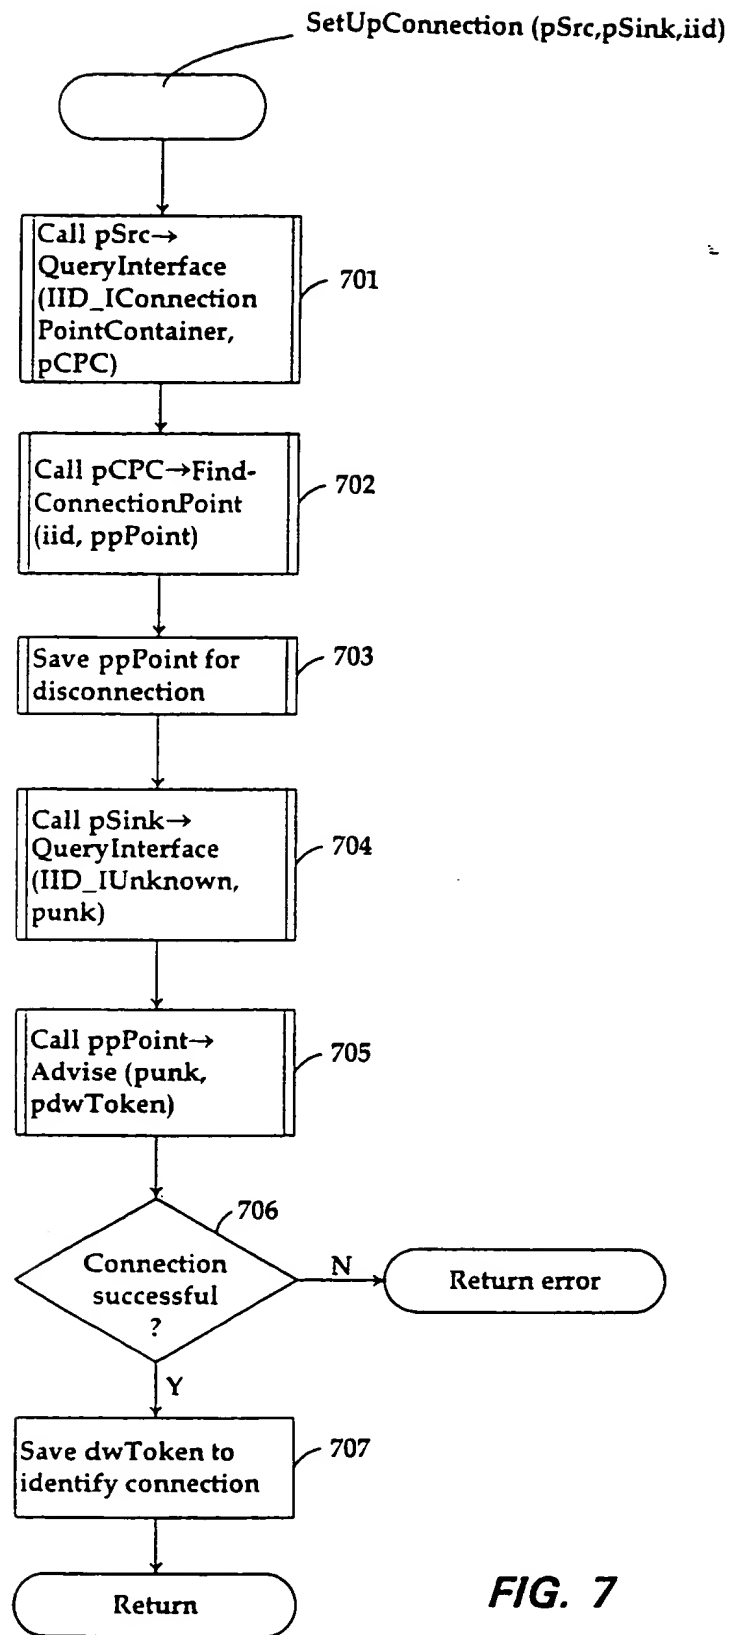 SetUpConnection (pSrc,pSink,iid)
Call pSrc→
QueryInterface
(IID_IConnection
PointContainer,
pCPC)
701
Call pCPC→Find-
ConnectionPoint
(iid, ppPoint)
702
Save ppPoint for
disconnection
703
Call pSink→
QueryInterface
(IID_IUnknown,
punk)
704
Call ppPoint→
Advise (punk,
pdwToken)
705
706
Connection
successful
?
N
Return error
Y
Save dwToken to
identify connection
707
Return
FIG. 7